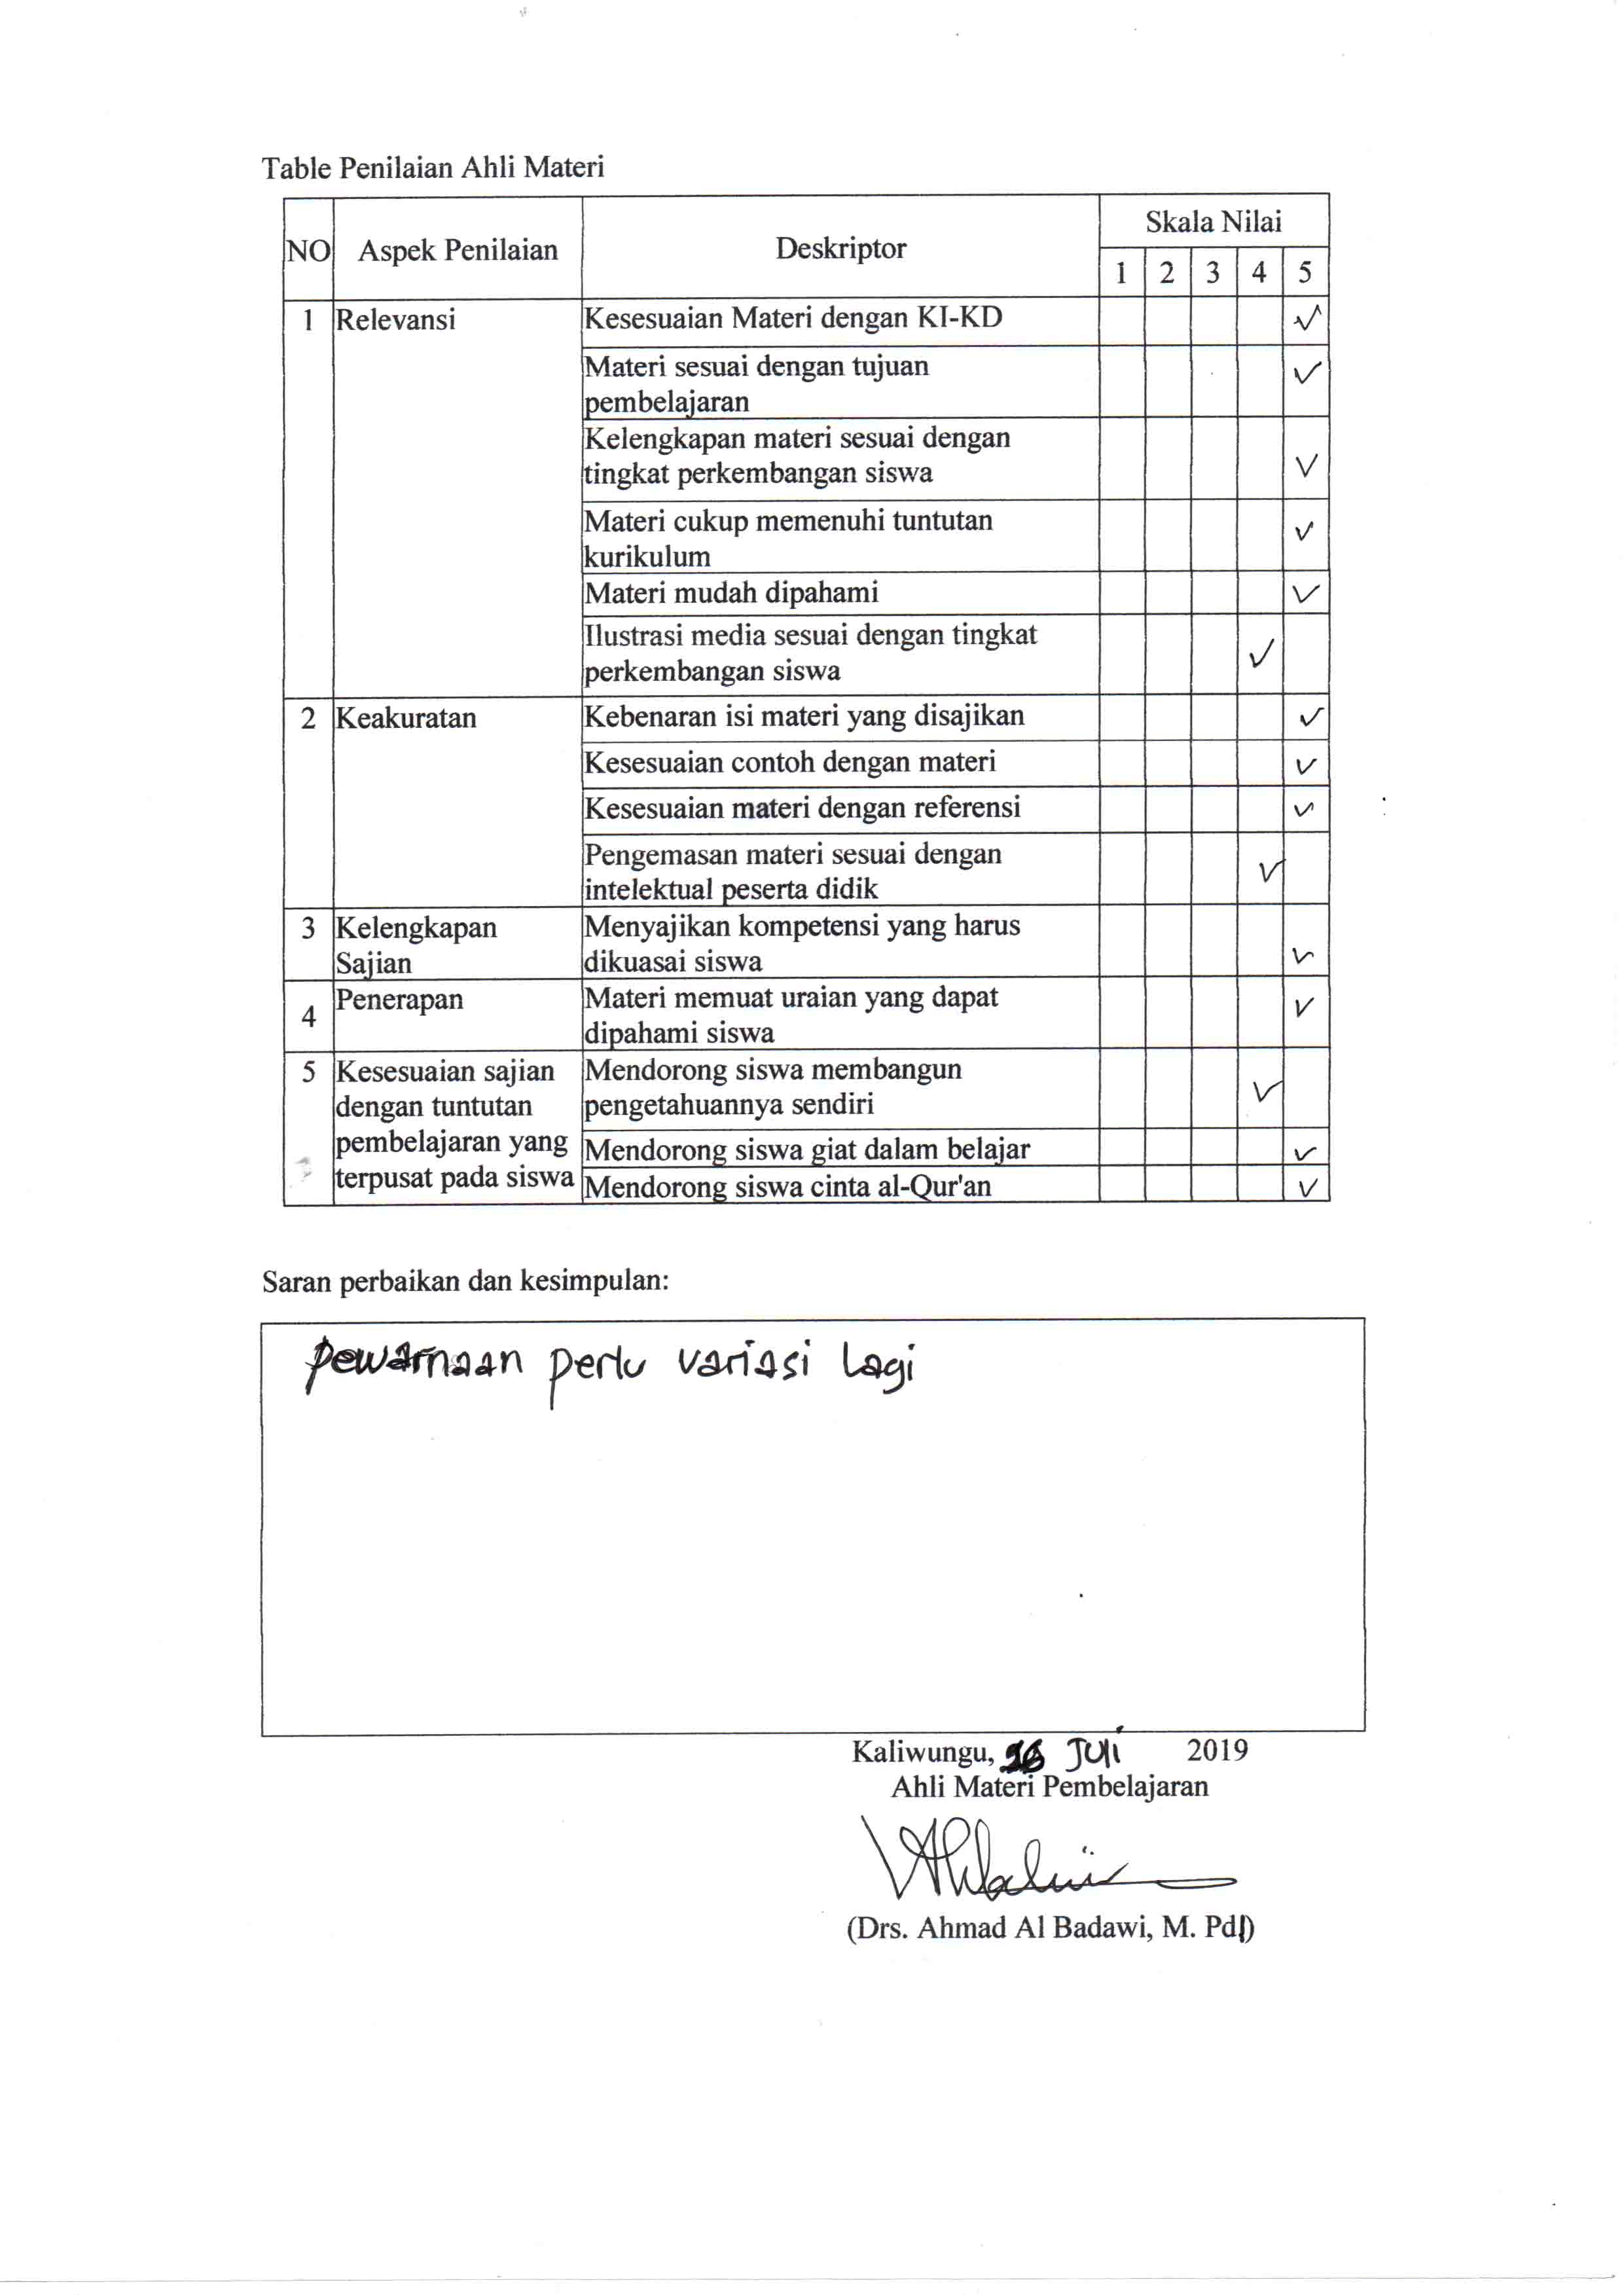 Table Penilaian Ahli Materi
NO Aspek Penilaian Deskriptor Skala Nilai
1 2 3 4 5
1 Relevansi Kesesuaian Materi dengan KI-KD ✓
Materi sesuai dengan tujuan
pembelajaran ✓
Kelengkapan materi sesuai dengan
tingkat perkembangan siswa ✓
Materi cukup memenuhi tuntutan
kurikulum ✓
Materi mudah dipahami ✓
Ilustrasi media sesuai dengan tingkat
perkembangan siswa ✓
2 Keakuratan Kebenaran isi materi yang disajikan ✓
Kesesuaian contoh dengan materi ✓
Kesesuaian materi dengan referensi ✓
Pengemasan materi sesuai dengan
intelektual peserta didik ✓
3 Kelengkapan Menyajikan kompetensi yang harus
Sajian dikuasai siswa ✓
4 Penerapan Materi memuat uraian yang dapat
dipahami siswa ✓
5 Kesesuaian sajian Mendorong siswa membangun
dengan tuntutan pengetahuannya sendiri ✓
pembelajaran yang Mendorong siswa giat dalam belajar ✓
terpusat pada siswa Mendorong siswa cinta al-Qur'an ✓
Saran perbaikan dan kesimpulan:
Pewarnaan perlu variasi lagi
Kaliwungu, Juli 2019
Ahli Materi Pembelajaran
(Drs. Ahmad Al Badawi, M. PdI)